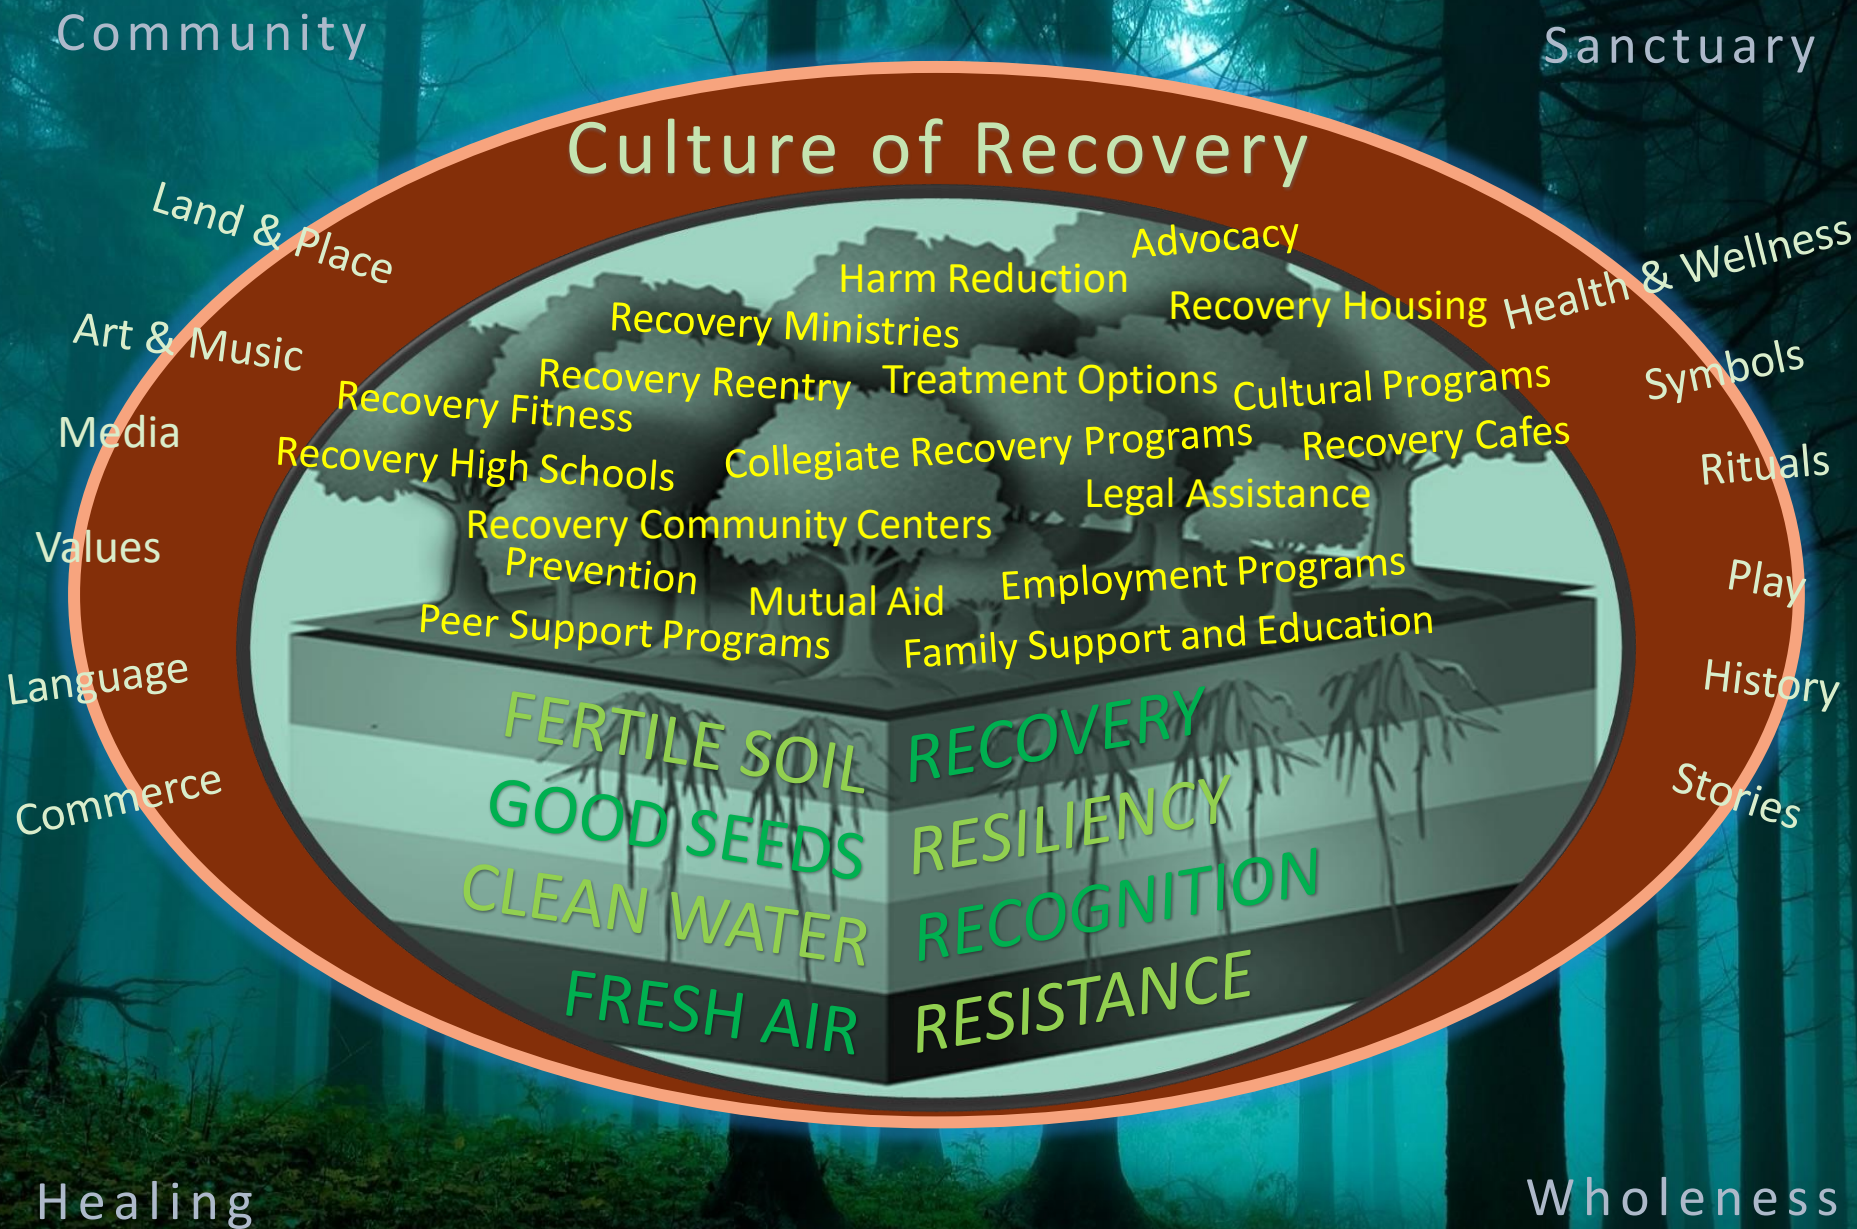 Community
Sanctuary
Culture of Recovery
Land & Place
Art & Music
Media
Values
Language
Commerce
Health & Wellness
Symbols
Rituals
Play
History
Stories
Advocacy
Harm Reduction
Recovery Housing
Recovery Ministries
Recovery Reentry
Treatment Options
Cultural Programs
Recovery Fitness
Recovery High Schools
Collegiate Recovery Programs
Recovery Cafes
Legal Assistance
Recovery Community Centers
Prevention
Mutual Aid
Employment Programs
Peer Support Programs
Family Support and Education
FERTILE SOIL
GOOD SEEDS
CLEAN WATER
FRESH AIR
RECOVERY
RESILIENCY
RECOGNITION
RESISTANCE
Healing
Wholeness